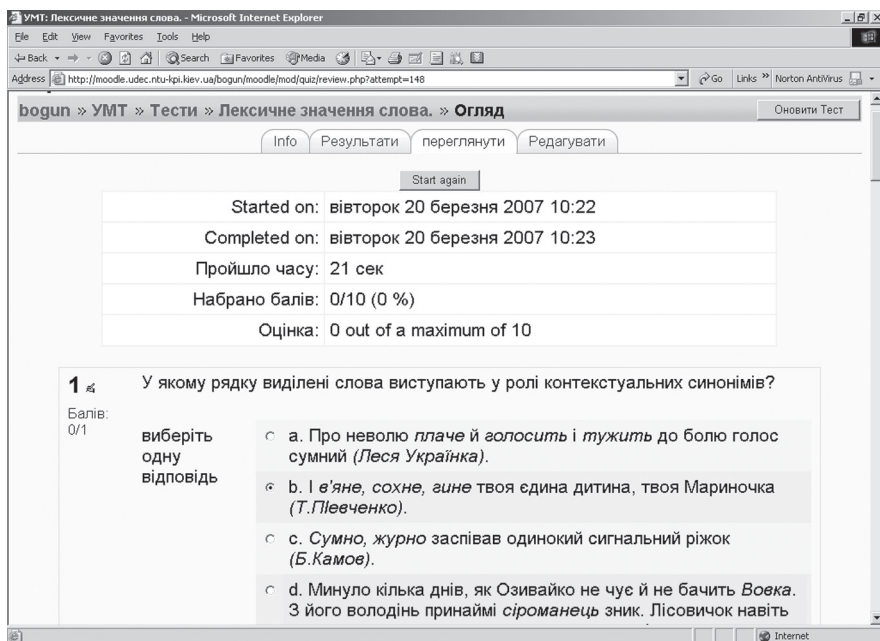 УМТ: Лексичне значення слова. - Microsoft Internet Explorer
File Edit View Favorites Tools Help
Back Search Favorites Media
Address http://moodle.udec.ntu-kpi.kiev.ua/bogun/moodle/mod/quiz/review.php?attempt=148 Go Links » Norton AntiVirus
bogun » УМТ » Тести » Лексичне значення слова. » Огляд Оновити Тест
Info Результати переглянути Редагувати
Start again
Started on: вівторок 20 березня 2007 10:22
Completed on: вівторок 20 березня 2007 10:23
Пройшло часу: 21 сек
Набрано балів: 0/10 (0 %)
Оцінка: 0 out of a maximum of 10
1 У якому рядку виділені слова виступають у ролі контекстуальних синонімів?
Балів:
0/1
виберіть
одну
відповідь
a. Про неволю плаче й голосить і тужить до болю голос
сумний (Леся Українка).
b. І в'яне, сохне, гине твоя єдина дитина, твоя Мариночка
(Т.ПІевченко).
c. Сумно, журно заспівав одинокий сигнальний ріжок
(Б.Камов).
d. Минуло кілька днів, як Озивайко не чує й не бачить Вовка.
З його володінь принаймі сіроманець зник. Лісовичок навіть
Internet